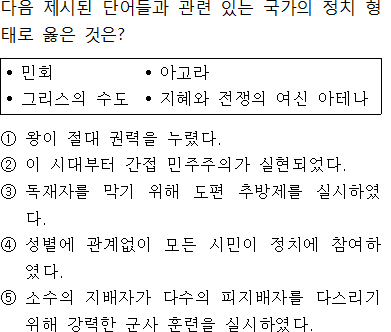 다음 제시된 단어들과 관련 있는 국가의 정치 형
태로 옳은 것은?
• 민회 • 아고라
• 그리스의 수도 • 지혜와 전쟁의 여신 아테나
① 왕이 절대 권력을 누렸다.
② 이 시대부터 간접 민주주의가 실현되었다.
③ 독재자를 막기 위해 도편 추방제를 실시하였
다.
④ 성별에 관계없이 모든 시민이 정치에 참여하
였다.
⑤ 소수의 지배자가 다수의 피지배자를 다스리기
위해 강력한 군사 훈련을 실시하였다.